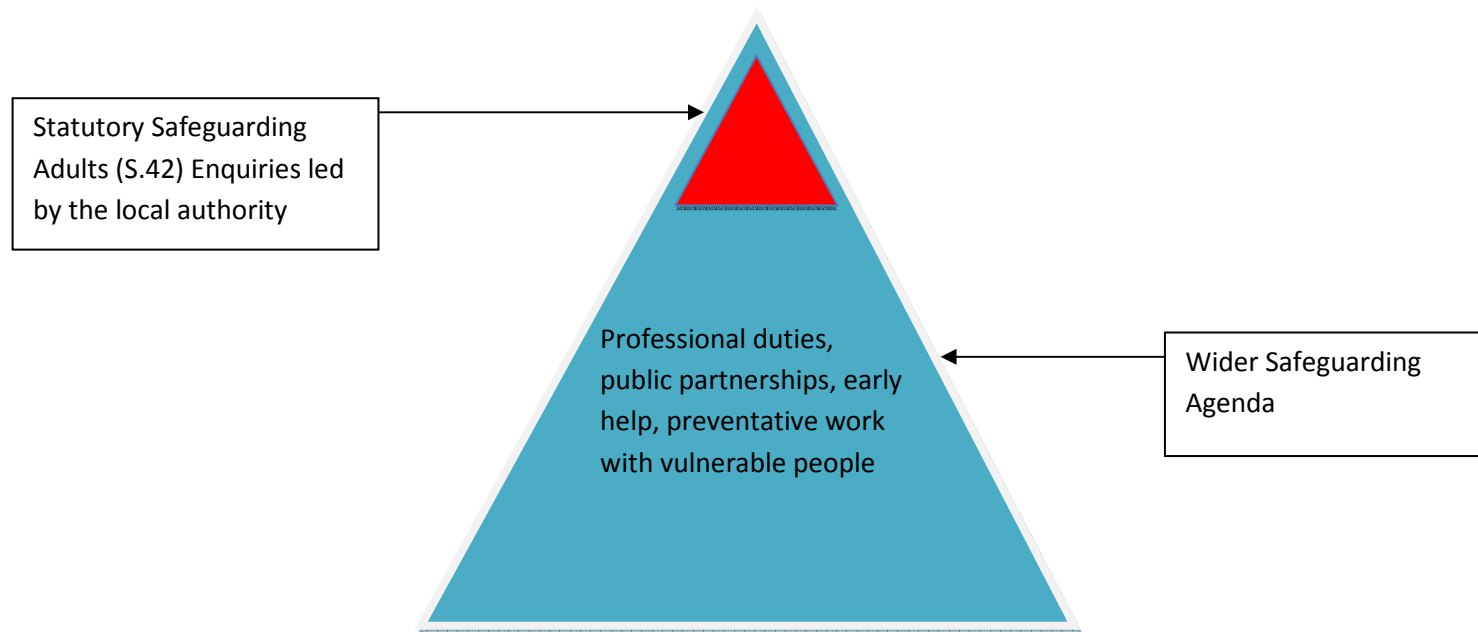 Statutory Safeguarding
Adults (S.42) Enquiries led
by the local authority
Professional duties,
public partnerships, early
help, preventative work
with vulnerable people
Wider Safeguarding
Agenda